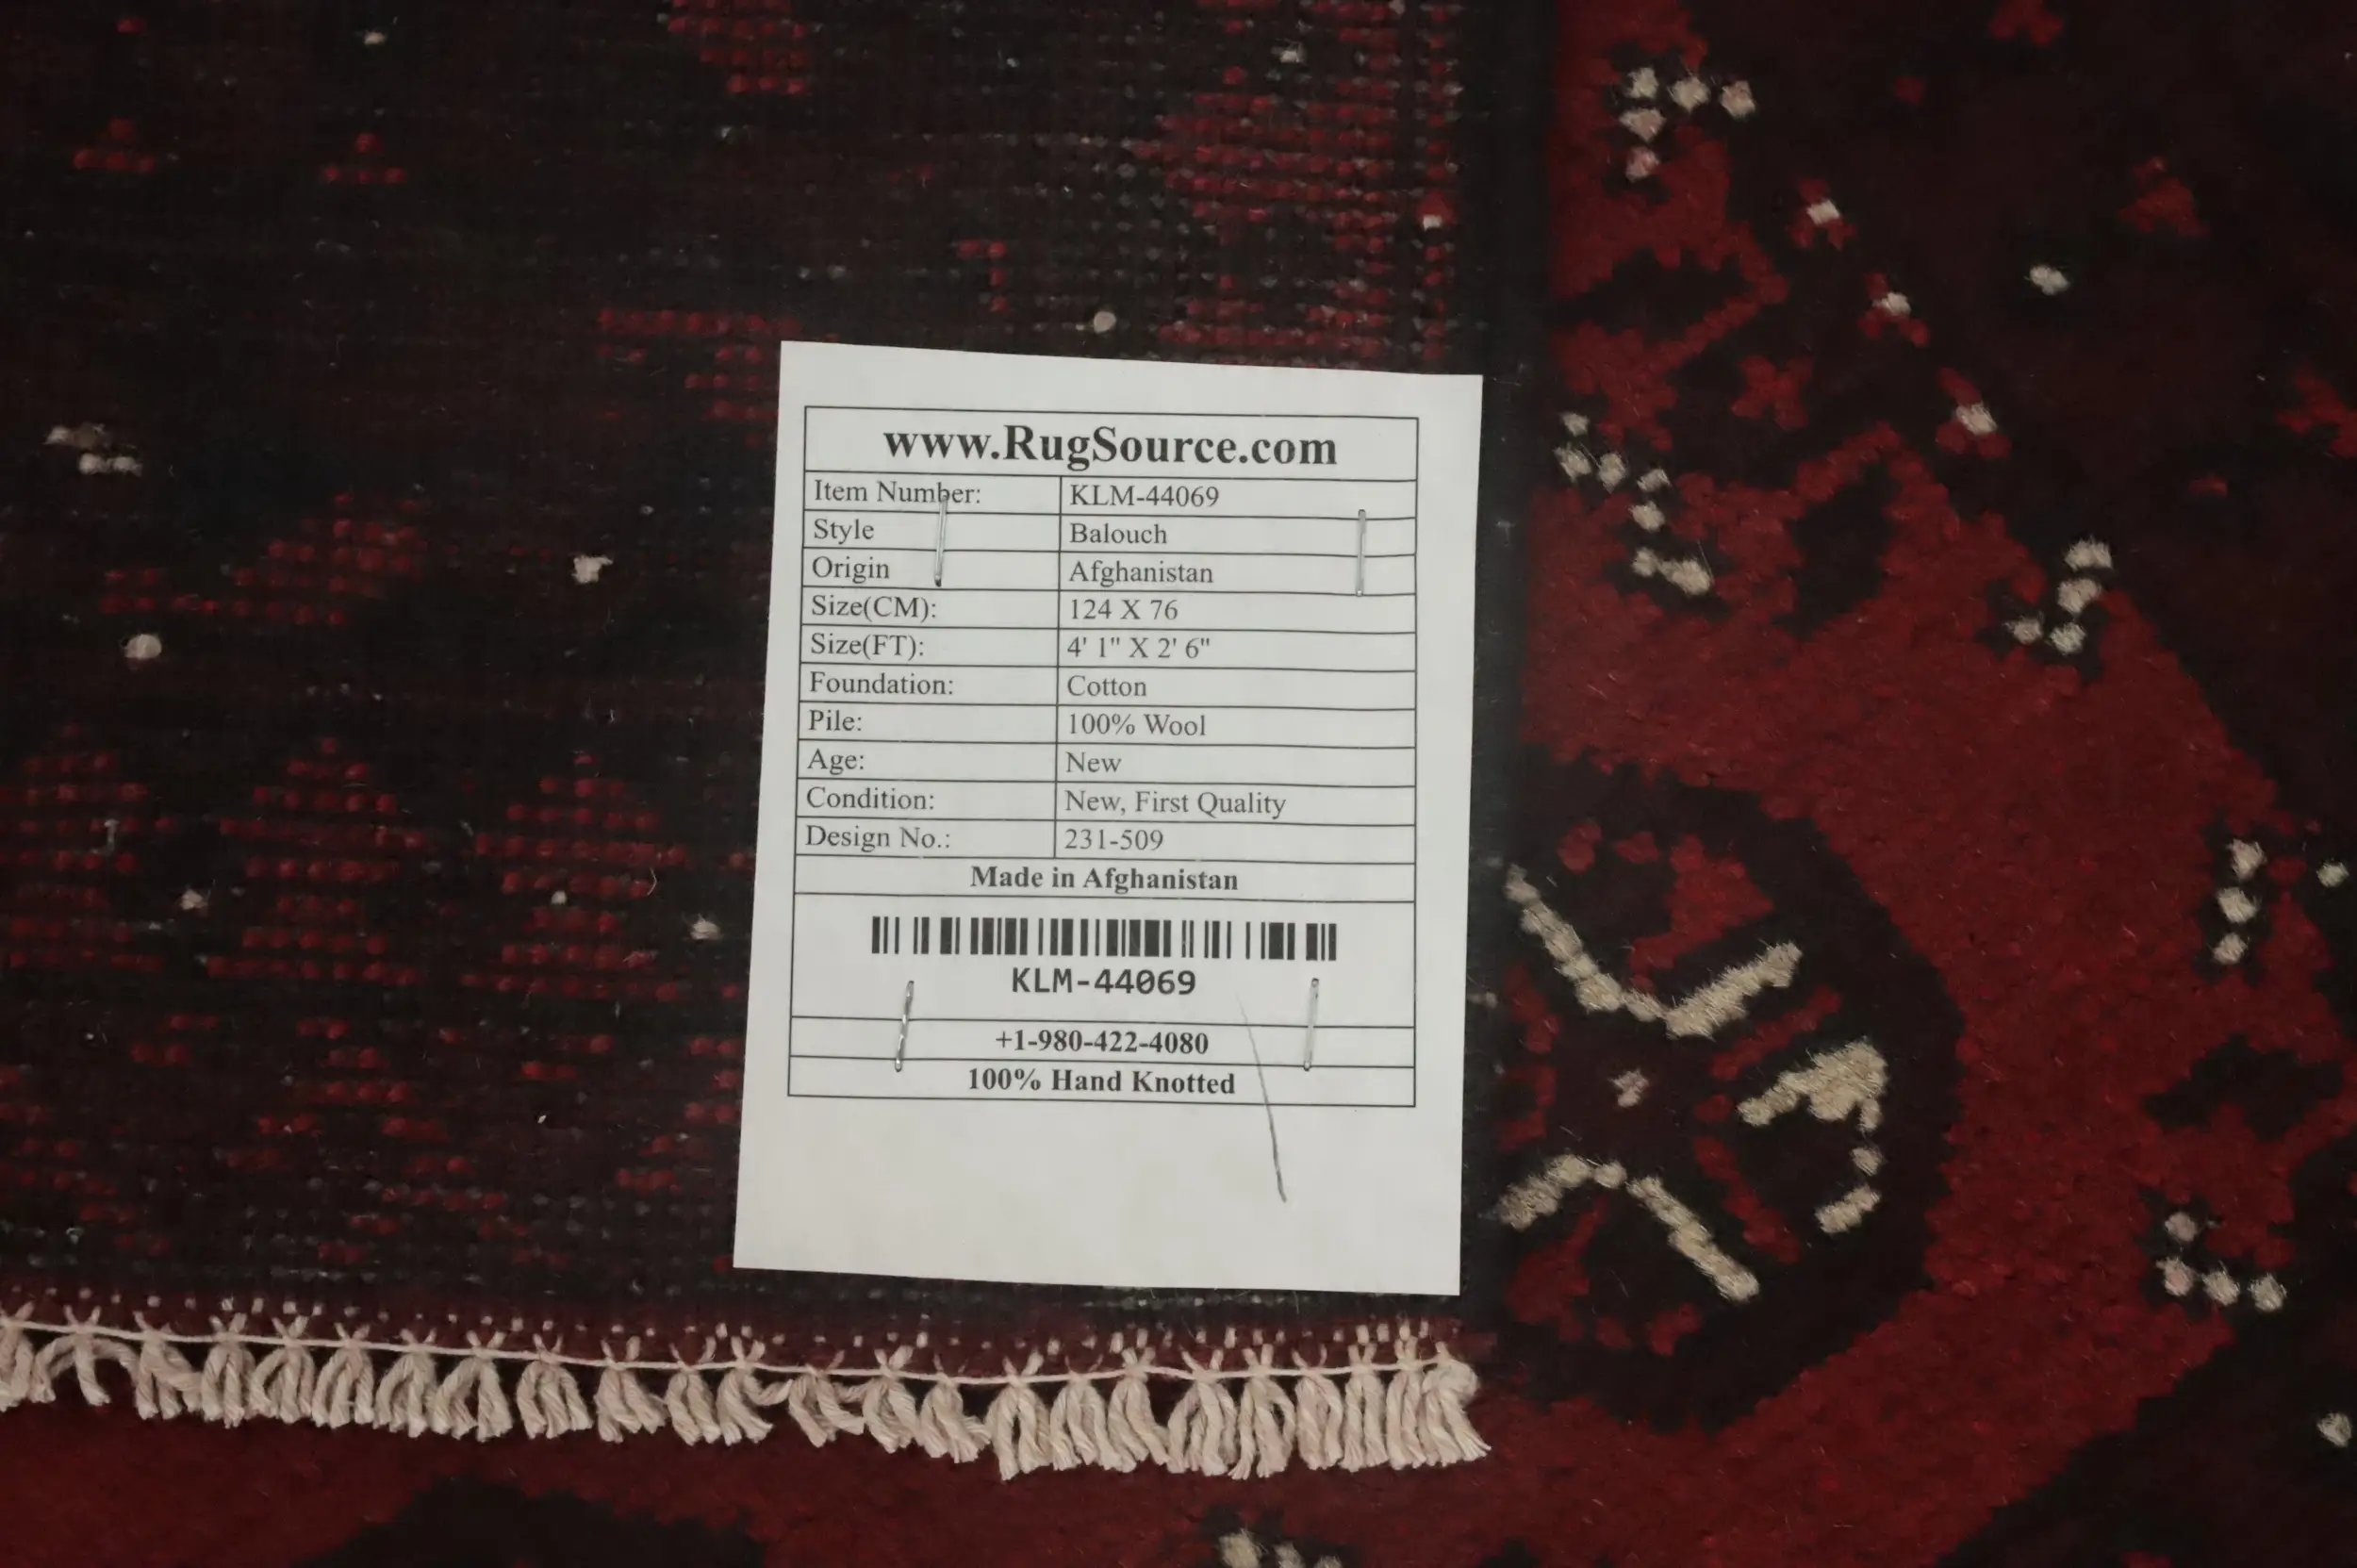 www.RugSource.com
Item Number: KLM-44069
Style Balouch
Origin Afghanistan
Size(CM): 124 X 76
Size(FT): 4' 1" X 2' 6"
Foundation: Cotton
Pile: 100% Wool
Age: New
Condition: New, First Quality
Design No.: 231-509
Made in Afghanistan
KLM-44069
+1-980-422-4080
100% Hand Knotted